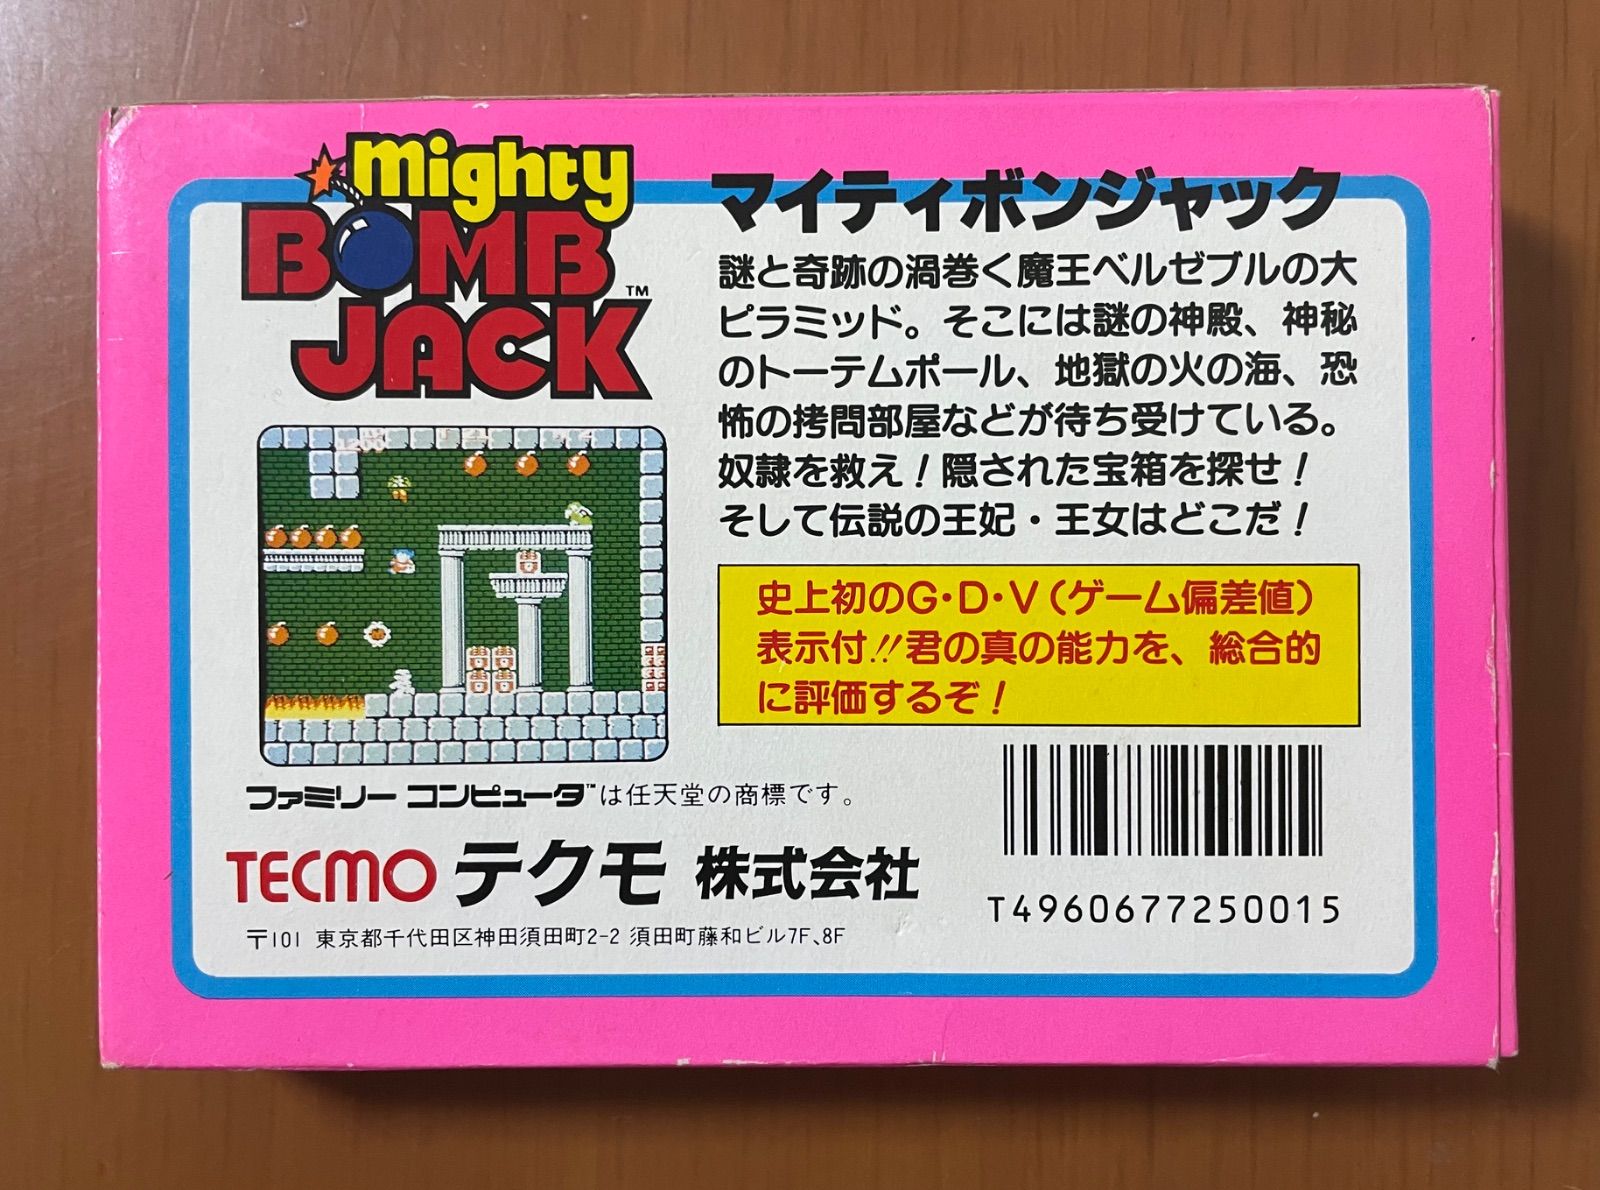 mighty
BOMB
JACK™
マイティボンジャック
謎と奇跡の渦巻く魔王ベルゼブルの大
ピラミッド。そこには謎の神殿、神秘
のトーテムポール、地獄の火の海、恐
怖の拷問部屋などが待ち受けている。
奴隷を救え！隠された宝箱を探せ！
そして伝説の王妃・王女はどこだ！
史上初のG・D・V（ゲーム偏差値）
表示付!!君の真の能力を、総合的
に評価するぞ！
ファミリーコンピュータ™は任天堂の商標です。
TECMO テクモ 株式会社
〒101 東京都千代田区神田須田町2-2 須田町藤和ビル7F、8F
T4960677250015